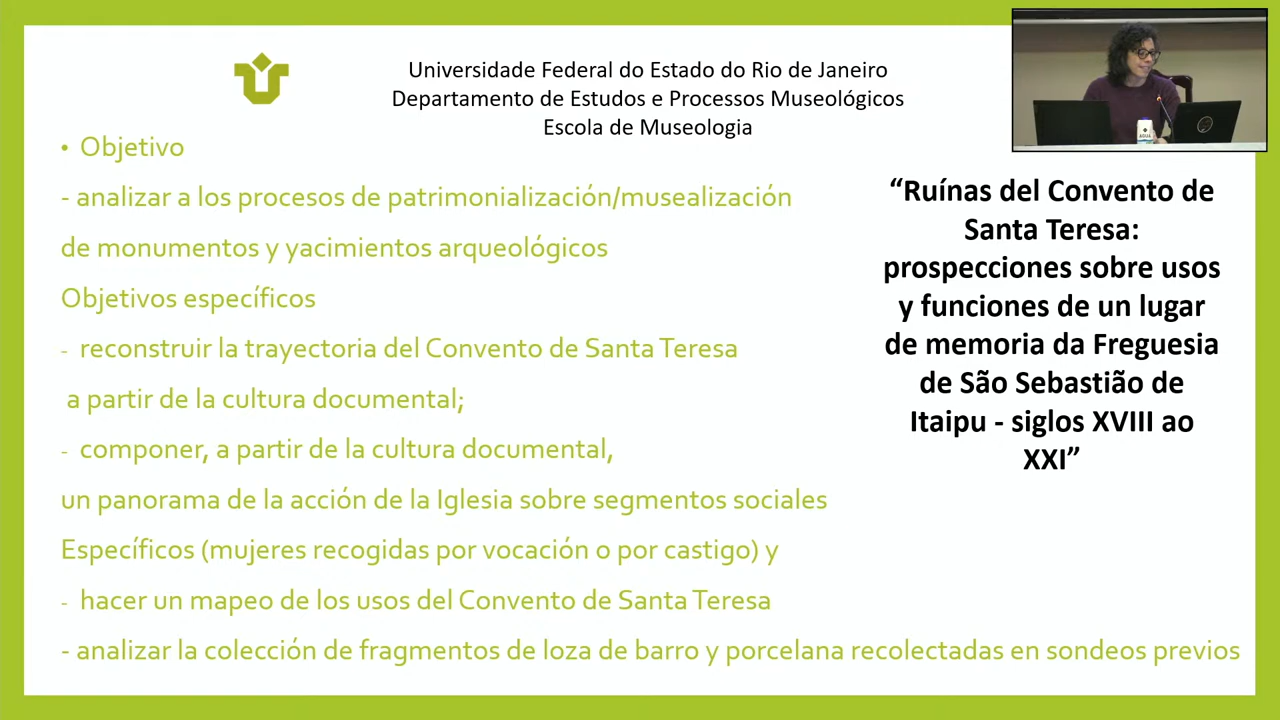 Universidade Federal do Estado do Rio de Janeiro
Departamento de Estudos e Processos Museológicos
Escola de Museologia
• Objetivo
- analizar a los procesos de patrimonialización/musealización
de monumentos y yacimientos arqueológicos
Objetivos específicos
- reconstruir la trayectoria del Convento de Santa Teresa
a partir de la cultura documental;
- componer, a partir de la cultura documental,
un panorama de la acción de la Iglesia sobre segmentos sociales
Específicos (mujeres recogidas por vocación o por castigo) y
- hacer un mapeo de los usos del Convento de Santa Teresa
- analizar la colección de fragmentos de loza de barro y porcelana recolectadas en sondeos previos
“Ruínas del Convento de
Santa Teresa:
prospecciones sobre usos
y funciones de un lugar
de memoria da Freguesia
de São Sebastião de
Itaipu - siglos XVIII ao
XXI”